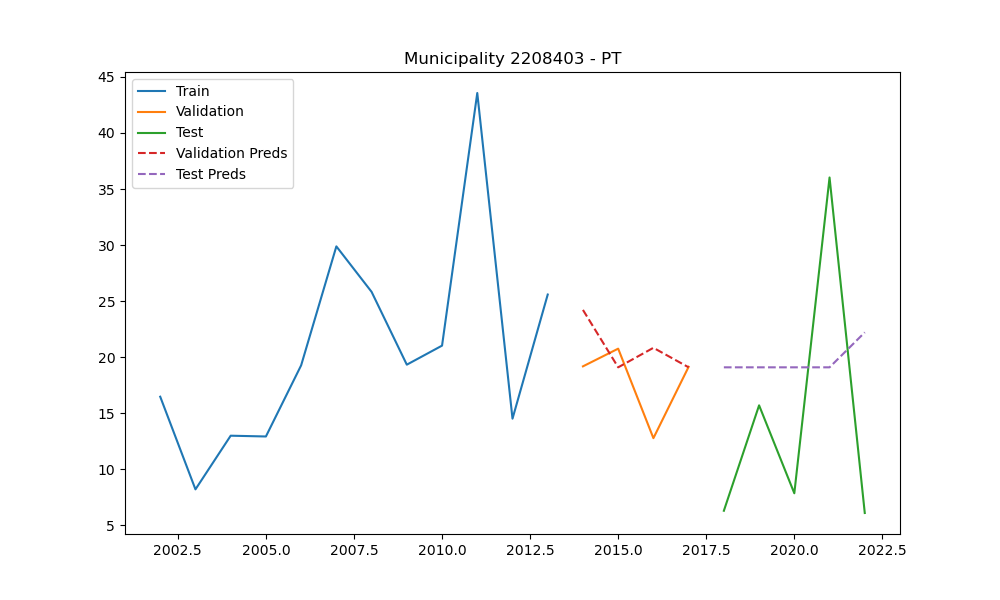 Municipality 2208403 - PT
Train
Validation
Test
Validation Preds
Test Preds
45
40
35
30
25
20
15
10
5
2002.5 2005.0 2007.5 2010.0 2012.5 2015.0 2017.5 2020.0 2022.5